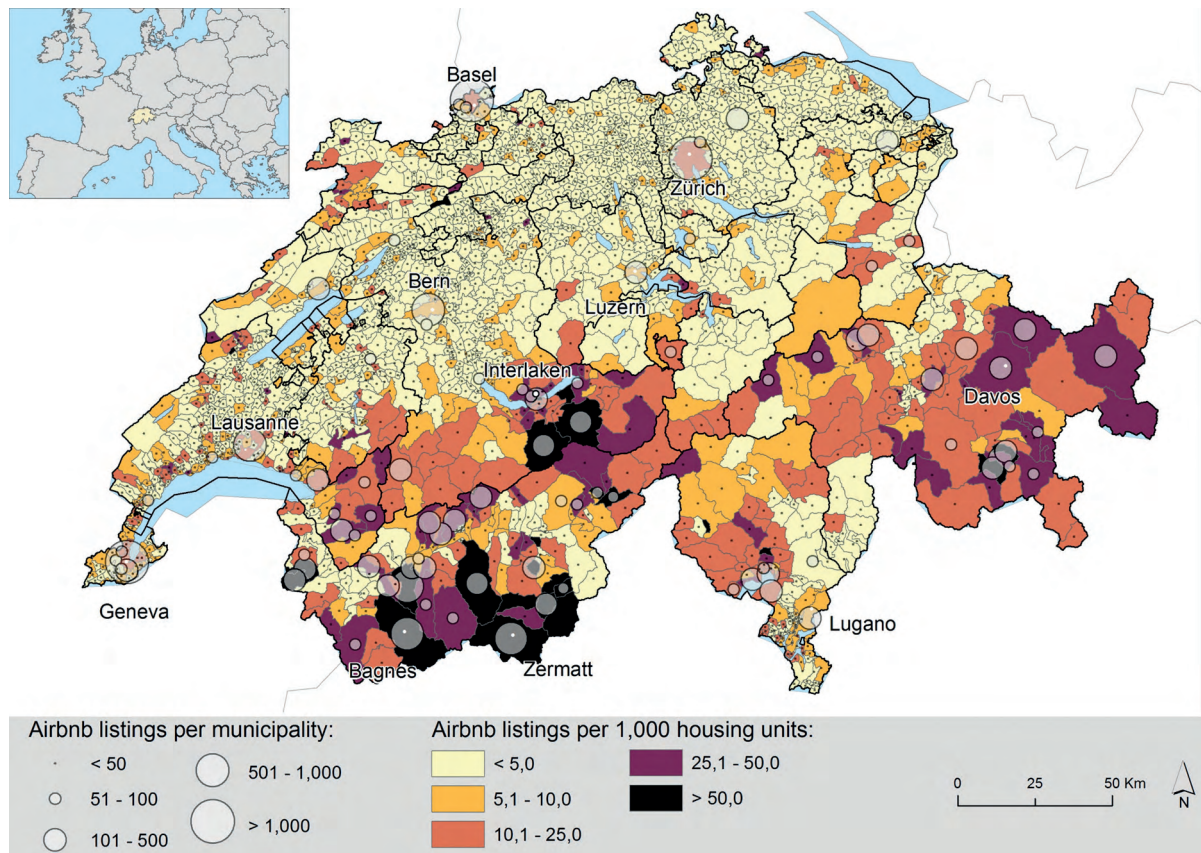 Basel
Zürich
Bern
Luzern
Interlaken
Davos
Lausanne
Geneva
Lugano
Bagnes
Zermatt
Airbnb listings per municipality:
< 50
51 - 100
101 - 500
501 - 1,000
> 1,000
Airbnb listings per 1,000 housing units:
< 5,0
5,1 - 10,0
10,1 - 25,0
25,1 - 50,0
> 50,0
0 25 50 Km
N